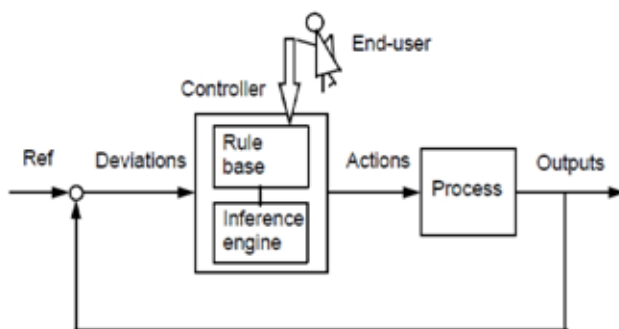 End-user
Controller
Ref
Deviations
Rule
base
Inference
engine
Actions
Process
Outputs